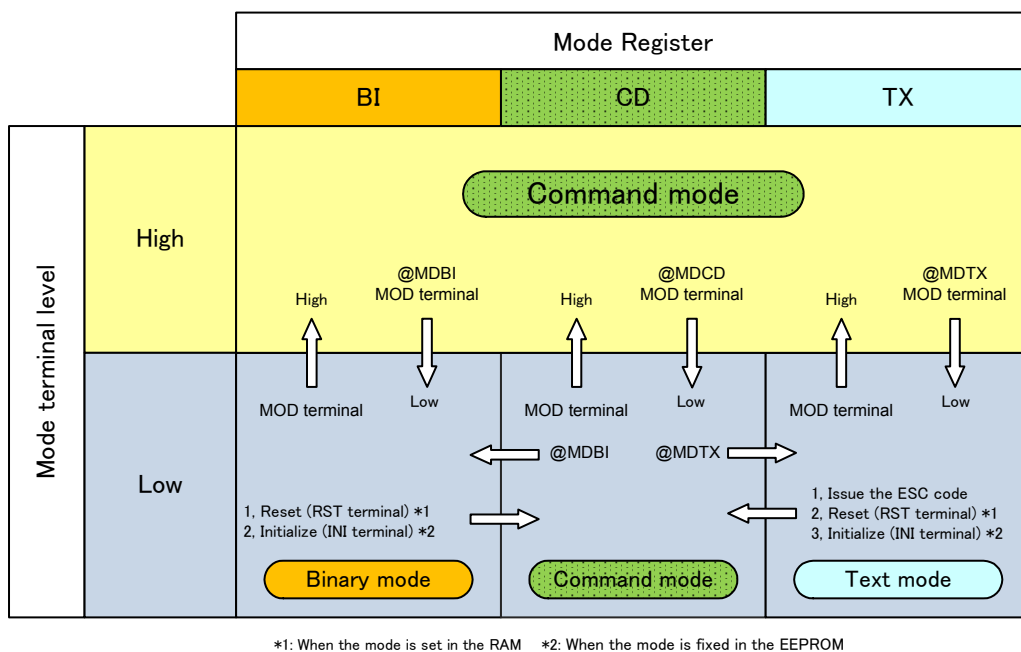 Mode Register
BI
CD
TX
Mode terminal level
High
Command mode
High
@MDBI
MOD terminal
High
@MDCD
MOD terminal
High
@MDTX
MOD terminal
Low
MOD terminal
Low
MOD terminal
Low
MOD terminal
Low
@MDBI
@MDTX
1, Reset (RST terminal) *1
2, Initialize (INI terminal) *2
1, Issue the ESC code
2, Reset (RST terminal) *1
3, Initialize (INI terminal) *2
Binary mode
Command mode
Text mode
*1: When the mode is set in the RAM *2: When the mode is fixed in the EEPROM